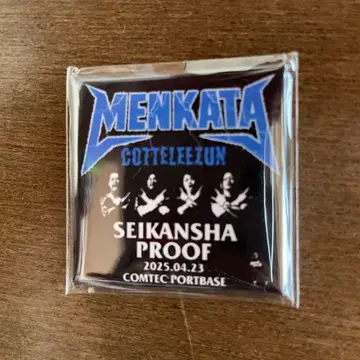 MENKATA
COTTELEEZUN
SEIKANSHA
PROOF
2025.04.23
COMTEC PORTBASE